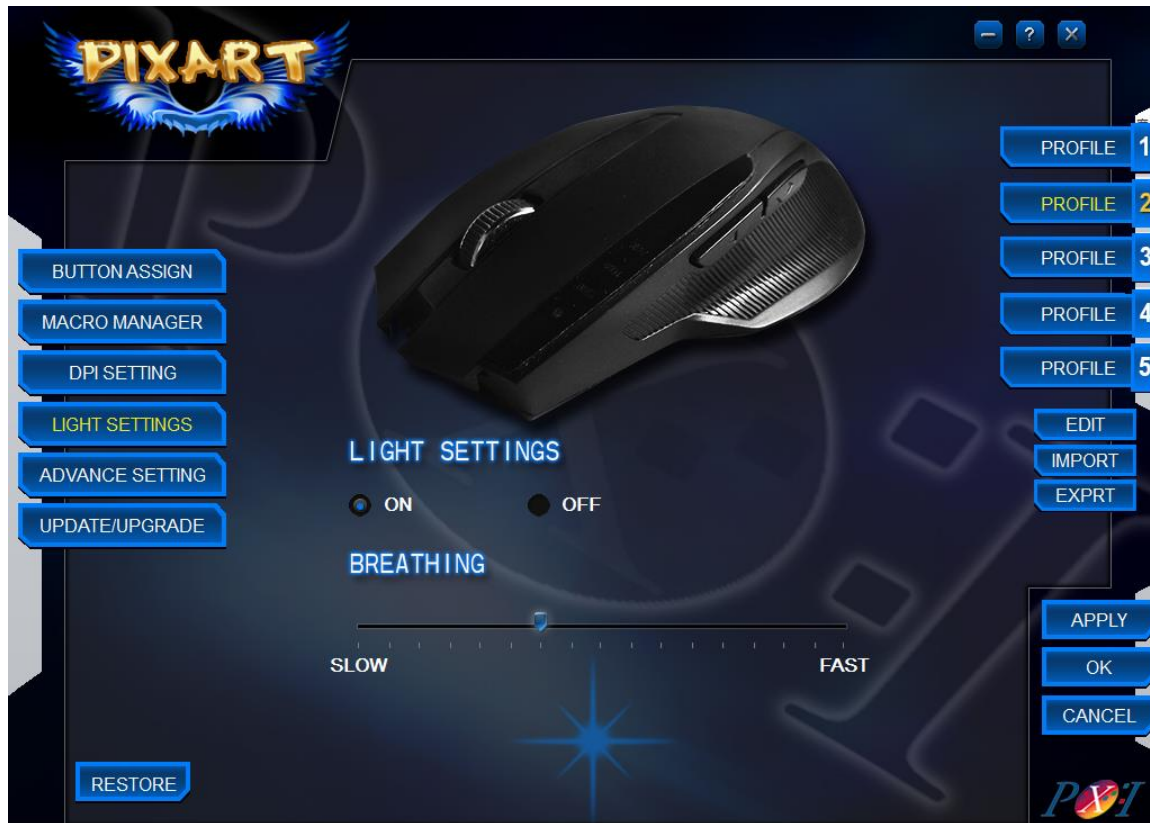 PIXART
?
PROFILE 1
PROFILE 2
PROFILE 3
PROFILE 4
PROFILE 5
BUTTON ASSIGN
MACRO MANAGER
DPI SETTING
LIGHT SETTINGS
ADVANCE SETTING
UPDATE/UPGRADE
EDIT
IMPORT
EXPRT
LIGHT SETTINGS
ON OFF
BREATHING
SLOW FAST
APPLY
OK
CANCEL
RESTORE
PXI